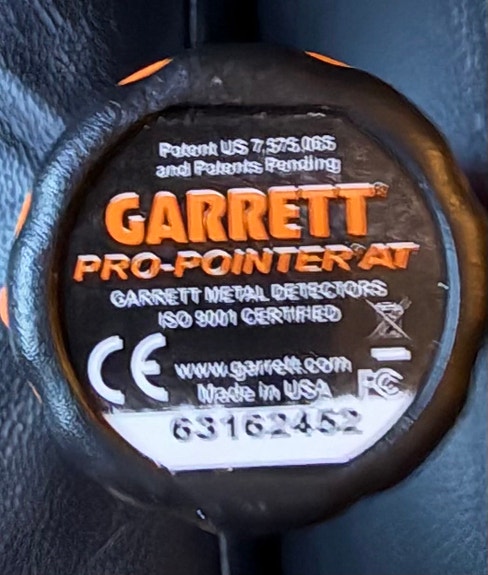 Patent US 7,575,065
and Patents Pending
GARRETT®
PRO-POINTER® AT
GARRETT METAL DETECTORS
ISO 9001 CERTIFIED
CE www.garrett.com
Made in USA FC
63162452